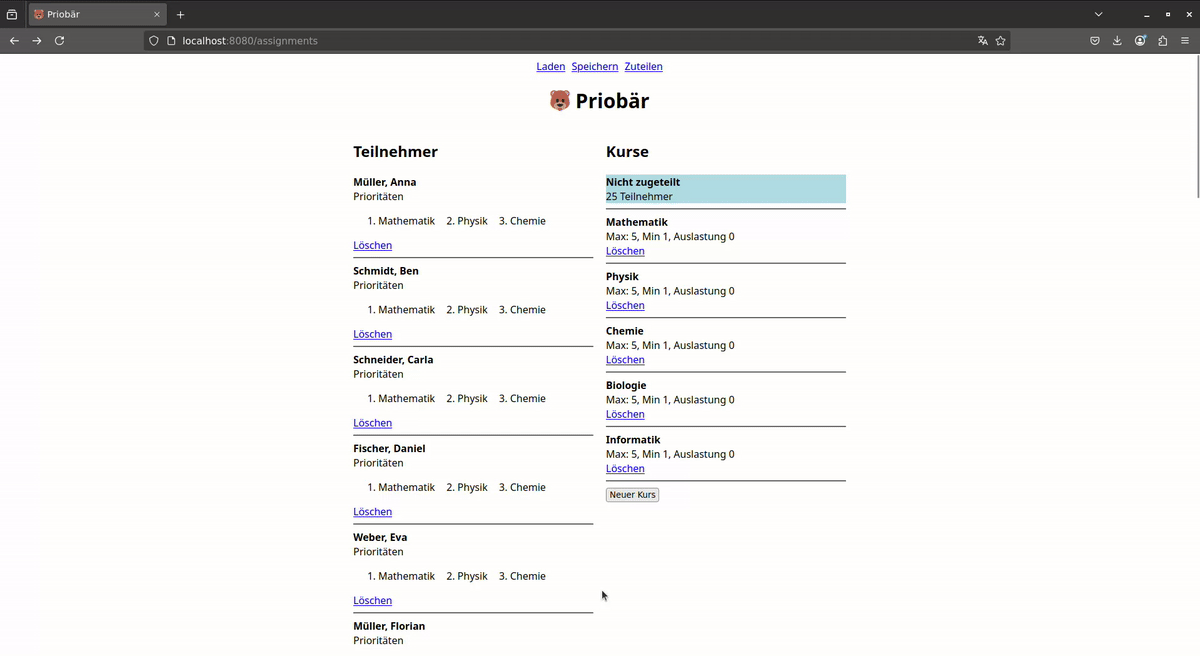 Priobär
localhost:8080/assignments
Laden Speichern Zuteilen
Priobär
Teilnehmer
Müller, Anna
Prioritäten
1. Mathematik 2. Physik 3. Chemie
Löschen
Schmidt, Ben
Prioritäten
1. Mathematik 2. Physik 3. Chemie
Löschen
Schneider, Carla
Prioritäten
1. Mathematik 2. Physik 3. Chemie
Löschen
Fischer, Daniel
Prioritäten
1. Mathematik 2. Physik 3. Chemie
Löschen
Weber, Eva
Prioritäten
1. Mathematik 2. Physik 3. Chemie
Löschen
Müller, Florian
Prioritäten
Kurse
Nicht zugeteilt
25 Teilnehmer
Mathematik
Max: 5, Min 1, Auslastung 0
Löschen
Physik
Max: 5, Min 1, Auslastung 0
Löschen
Chemie
Max: 5, Min 1, Auslastung 0
Löschen
Biologie
Max: 5, Min 1, Auslastung 0
Löschen
Informatik
Max: 5, Min 1, Auslastung 0
Löschen
Neuer Kurs